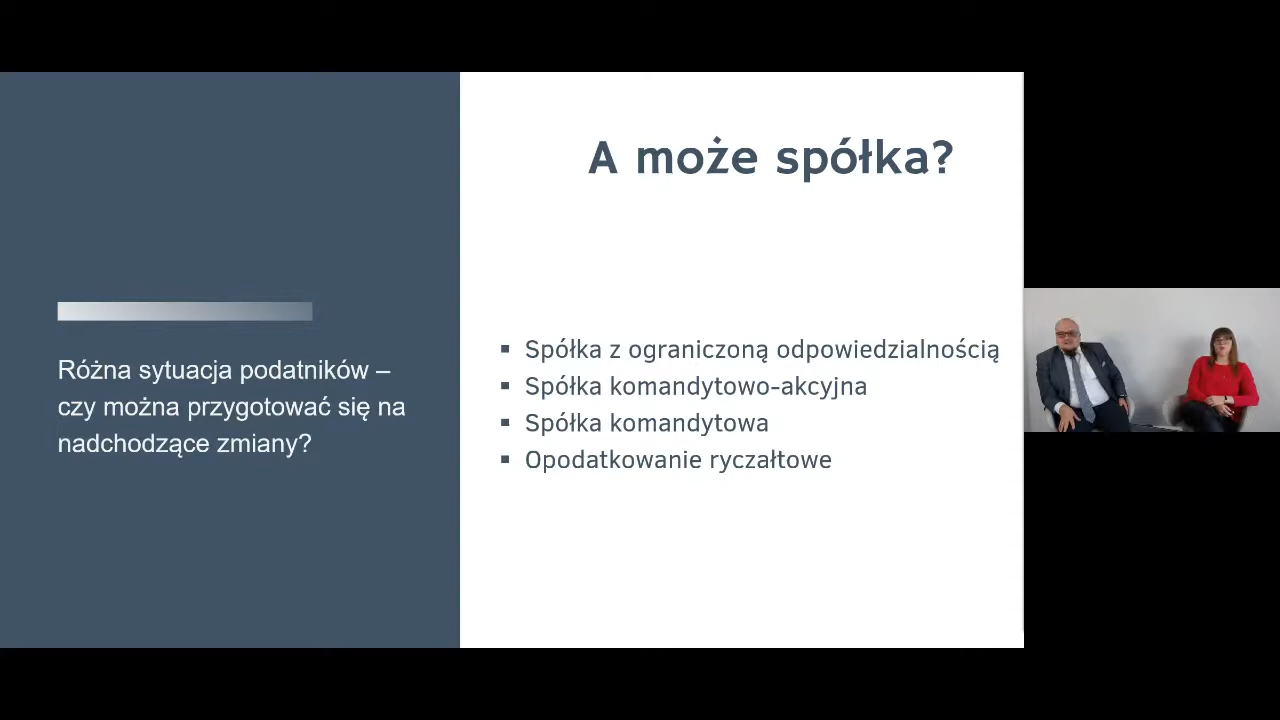 A może spółka?
Różna sytuacja podatników –
czy można przygotować się na
nadchodzące zmiany?
▪ Spółka z ograniczoną odpowiedzialnością
▪ Spółka komandytowo-akcyjna
▪ Spółka komandytowa
▪ Opodatkowanie ryczałtowe